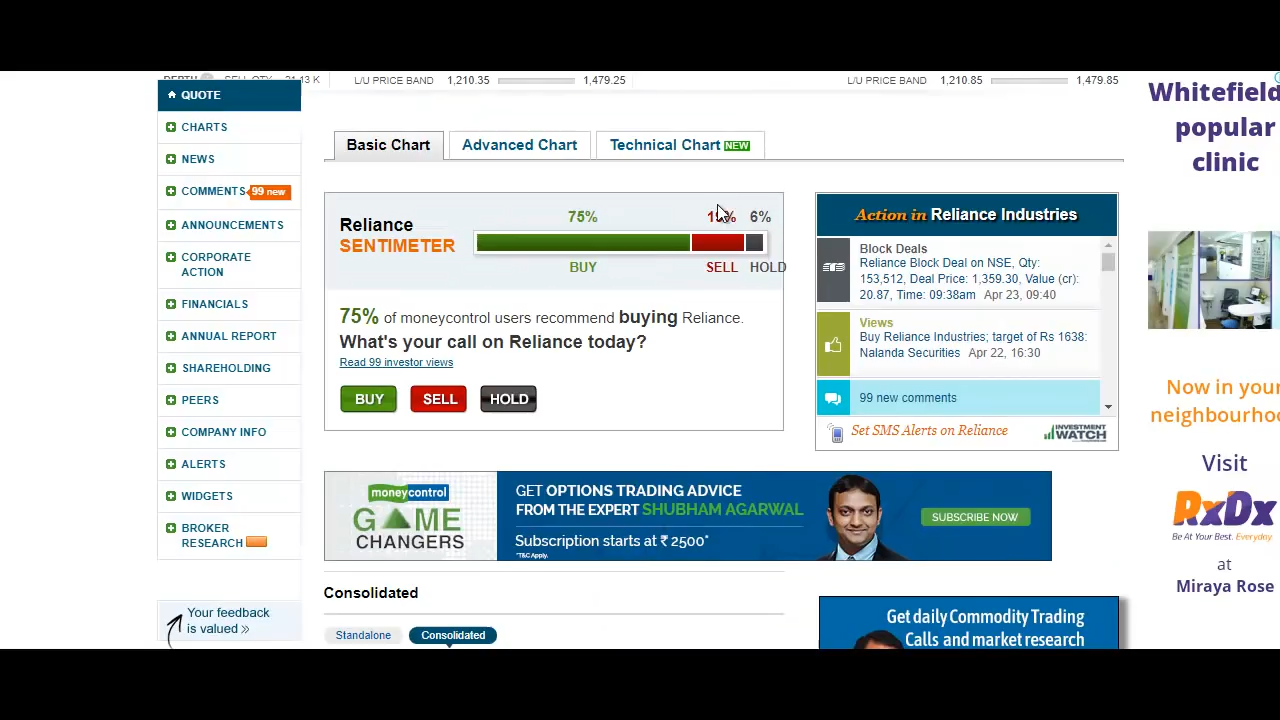 L/U PRICE BAND 1,210.35 1,479.25 L/U PRICE BAND 1,210.85 1,479.85
QUOTE
CHARTS
NEWS
COMMENTS 99 new
ANNOUNCEMENTS
CORPORATE
ACTION
FINANCIALS
ANNUAL REPORT
SHAREHOLDING
PEERS
COMPANY INFO
ALERTS
WIDGETS
BROKER
RESEARCH
Your feedback
is valued »
Basic Chart Advanced Chart Technical Chart NEW
Reliance
SENTIMETER
75% 6%
BUY SELL HOLD
75% of moneycontrol users recommend buying Reliance.
What's your call on Reliance today?
Read 99 investor views
BUY SELL HOLD
Action in Reliance Industries
Block Deals
Reliance Block Deal on NSE, Qty:
153,512, Deal Price: 1,359.30, Value (cr):
20.87, Time: 09:38am Apr 23, 09:40
Views
Buy Reliance Industries; target of Rs 1638:
Nalanda Securities Apr 22, 16:30
99 new comments
Set SMS Alerts on Reliance INVESTMENT
WATCH
moneycontrol
GAME
CHANGERS
GET OPTIONS TRADING ADVICE
FROM THE EXPERT SHUBHAM AGARWAL
Subscription starts at ₹ 2500*
*T&C Apply.
SUBSCRIBE NOW
Consolidated
Standalone Consolidated
Get daily Commodity Trading
Calls and market research
Whitefield
popular
clinic
Now in your
neighbourhoo
Visit
RxDx
Be At Your Best. Everyday
at
Miraya Rose